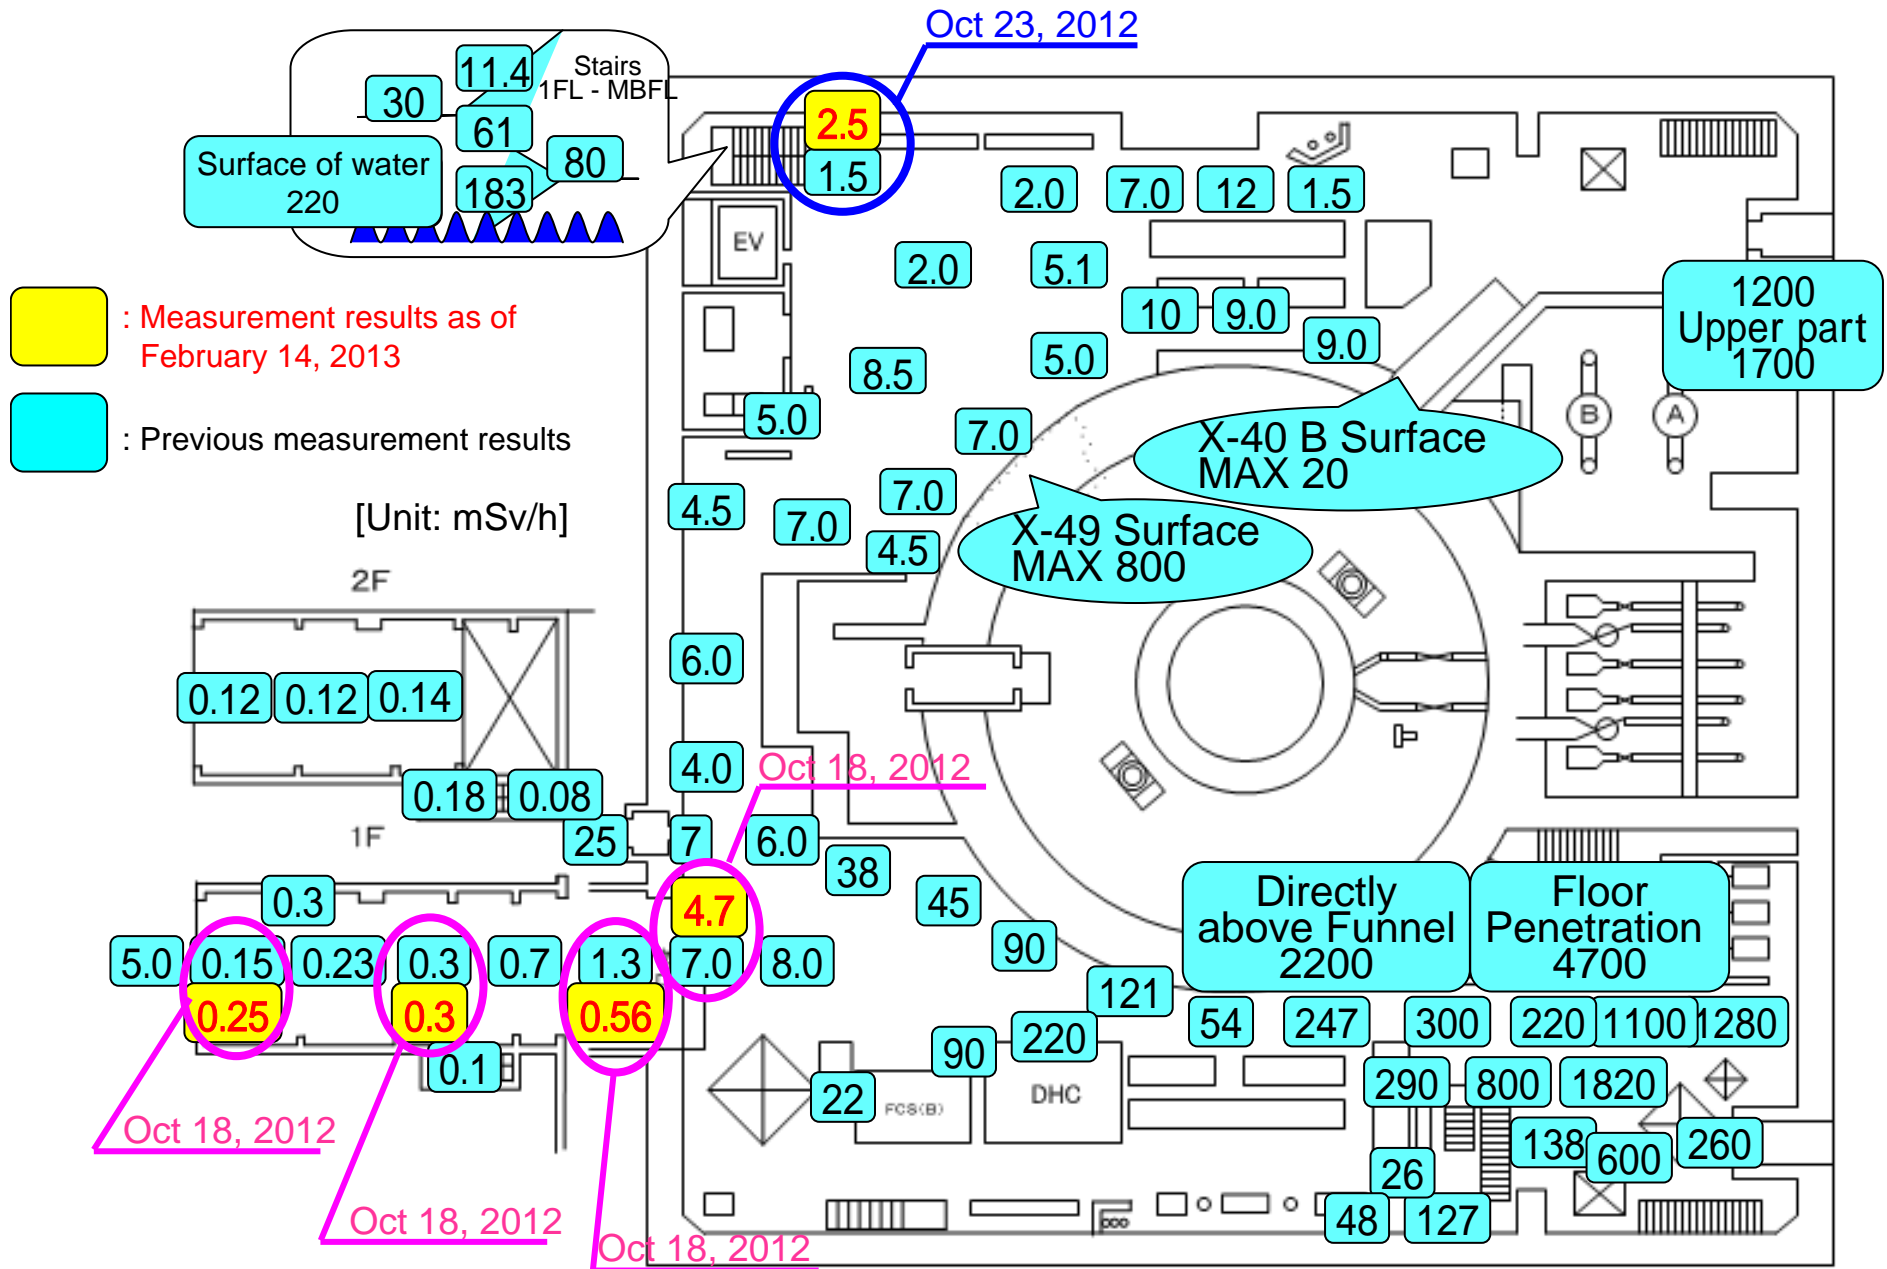 Oct 23, 2012
11.4
Stairs
1FL - MBFL
30
61
80
183
Surface of water
220
2.5
1.5
2.0
7.0
12
1.5
EV
2.0
5.1
10
9.0
9.0
1200
Upper part
1700
: Measurement results as of
February 14, 2013
: Previous measurement results
[Unit: mSv/h]
8.5
5.0
5.0
7.0
B
A
X-40 B Surface
MAX 20
4.5
7.0
7.0
4.5
X-49 Surface
MAX 800
2F
0.12
0.12
0.14
6.0
4.0
Oct 18, 2012
0.18
0.08
1F
25
7
6.0
38
0.3
4.7
45
90
Directly
above Funnel
2200
Floor
Penetration
4700
5.0
0.15
0.23
0.3
0.7
1.3
7.0
8.0
0.25
0.3
0.56
121
54
247
300
220
1100
1280
0.1
90
220
22
FCS(B)
DHC
290
800
1820
138
600
260
26
48
127
Oct 18, 2012
Oct 18, 2012
Oct 18, 2012